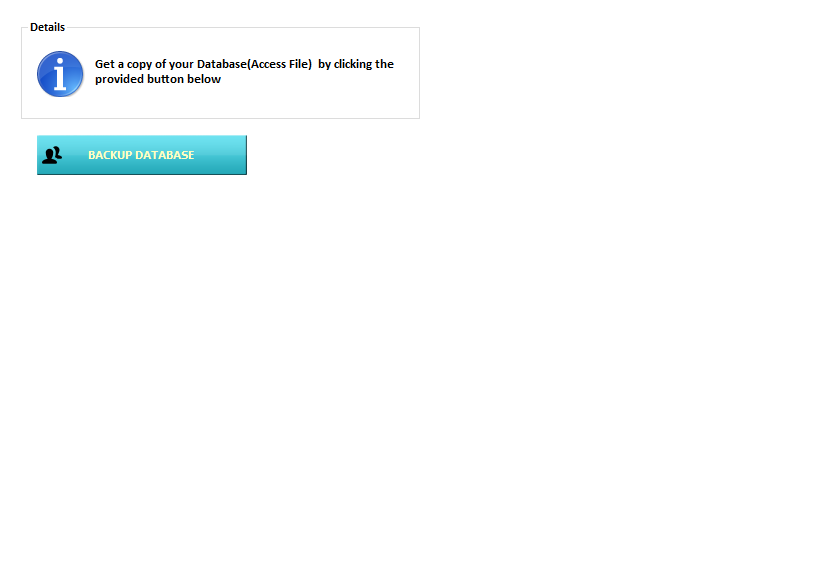 Details
Get a copy of your Database(Access File)  by clicking the
provided button below
BACKUP DATABASE